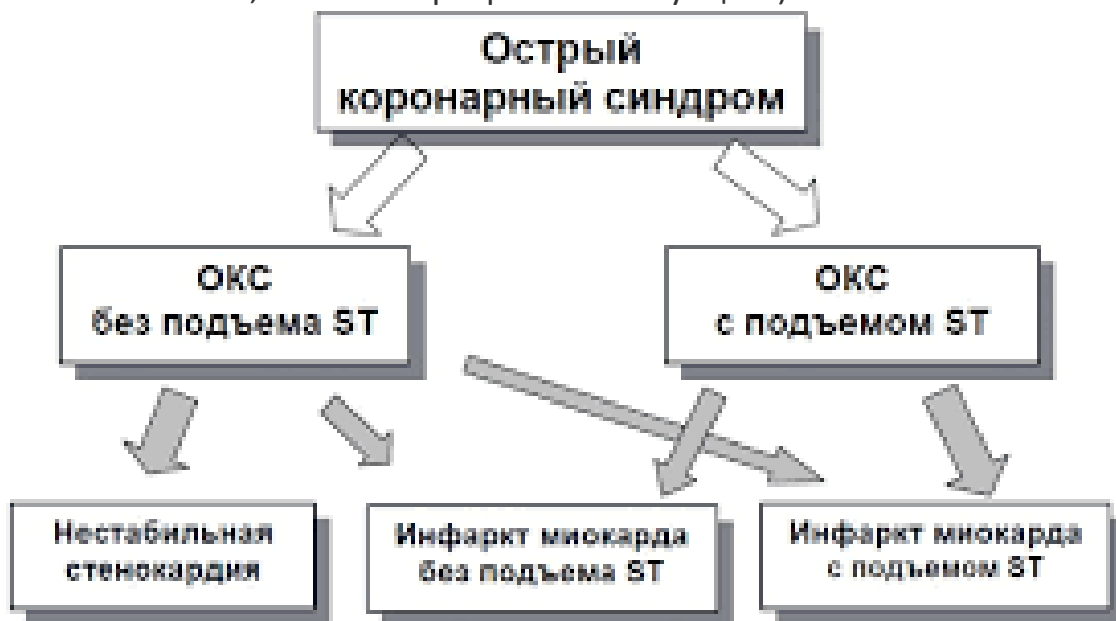 Острый
коронарный синдром
ОКС
без подъема ST
ОКС
с подъемом ST
Нестабильная
стенокардия
Инфаркт миокарда
без подъема ST
Инфаркт миокарда
с подъемом ST